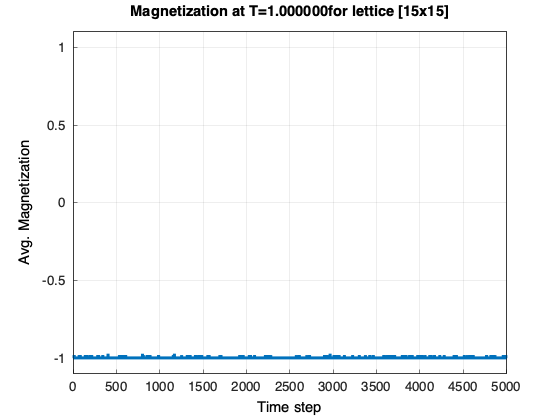 Magnetization at T=1.000000for lettice [15x15]
1
0.5
0
-0.5
-1
Avg. Magnetization
0 500 1000 1500 2000 2500 3000 3500 4000 4500 5000
Time step